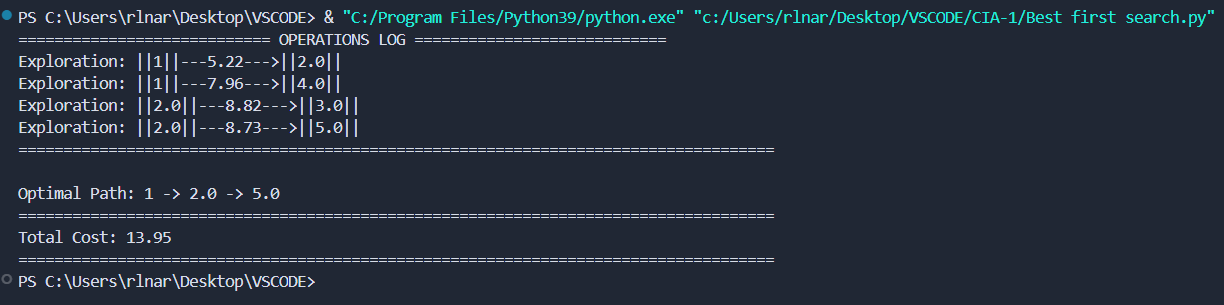 PS C:\Users\rlnar\Desktop\VSCODE> & "C:/Program Files/Python39/python.exe" "c:/Users/rlnar/Desktop/VSCODE/CIA-1/Best first search.py"
============================ OPERATIONS LOG ============================
Exploration: ||1||---5.22--->||2.0||
Exploration: ||1||---7.96--->||4.0||
Exploration: ||2.0||---8.82--->||3.0||
Exploration: ||2.0||---8.73--->||5.0||
====================================================================================
Optimal Path: 1 -> 2.0 -> 5.0
====================================================================================
Total Cost: 13.95
====================================================================================
PS C:\Users\rlnar\Desktop\VSCODE>